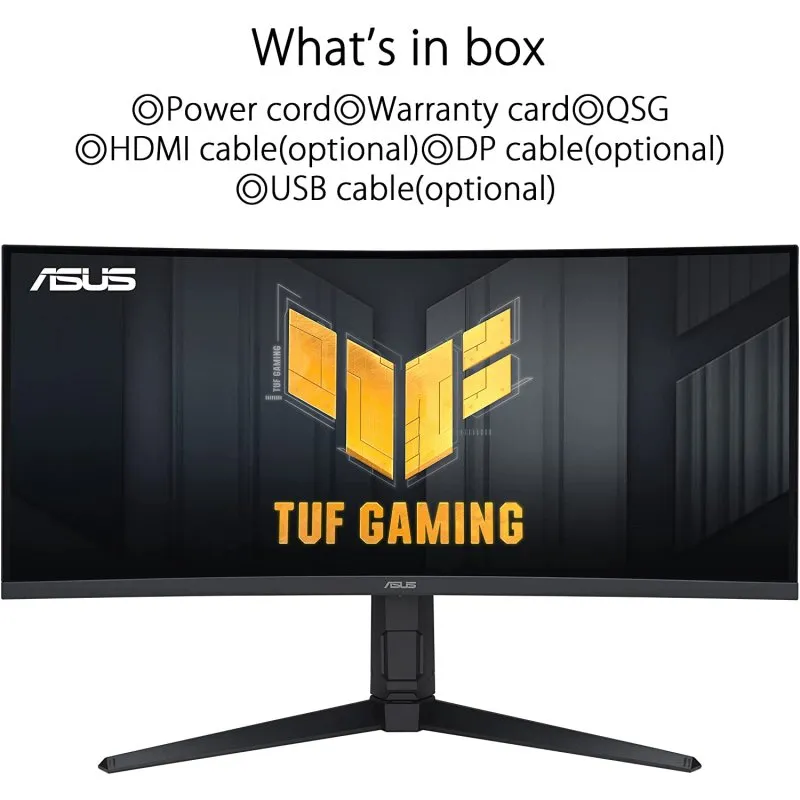 What's in box
◎Power cord◎Warranty card◎QSG
◎HDMI cable(optional)◎DP cable(optional)
◎USB cable(optional)
ASUS
TUF GAMING
TUF GAMING
ASUS